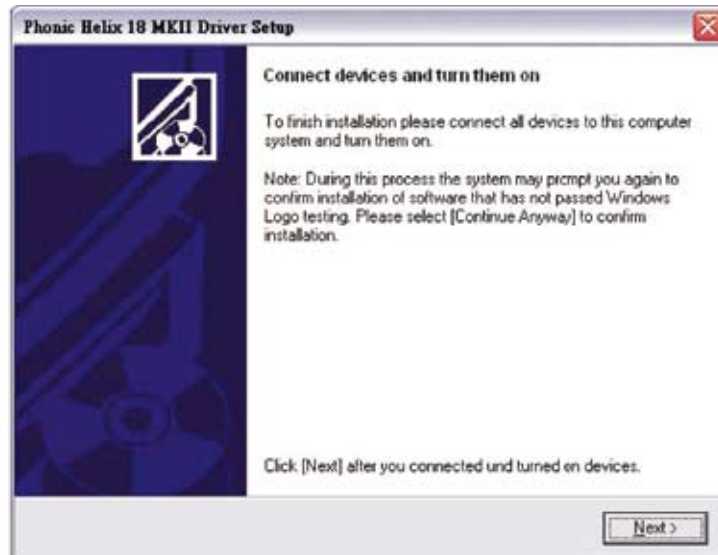 Phonic Helix 18 MKII Driver Setup
Connect devices and turn them on
To finish installation please connect all devices to this computer
system and turn them on.
Note: During this process the system may prompt you again to
confirm installation of software that has not passed Windows
Logo testing. Please select [Continue Anyway] to confirm
installation.
Click [Next] after you connected und turned on devices.
Next >